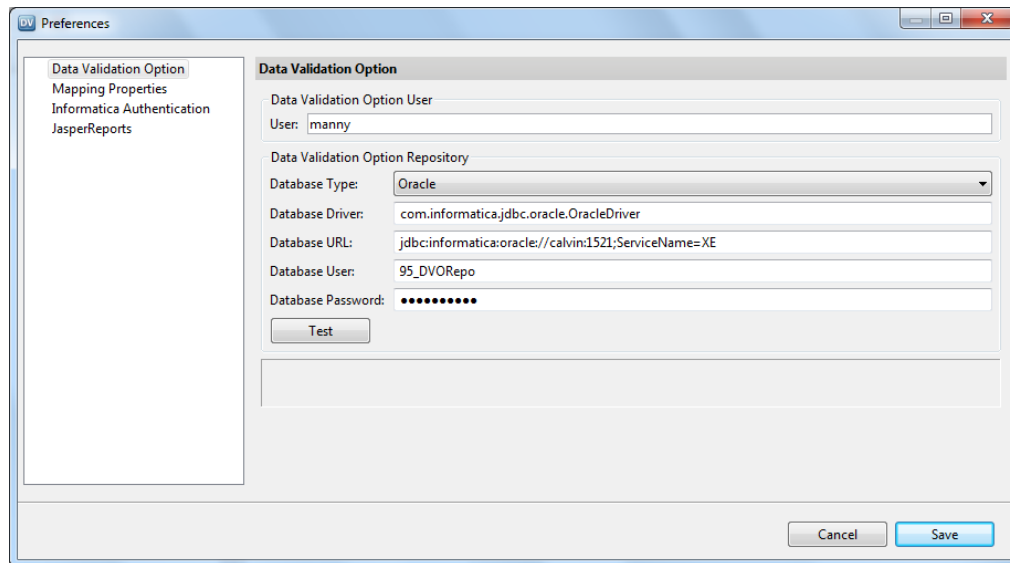 DV Preferences
Data Validation Option
Mapping Properties
Informatica Authentication
JasperReports
Data Validation Option
Data Validation Option User
User: manny
Data Validation Option Repository
Database Type: Oracle
Database Driver: com.informatica.jdbc.oracle.OracleDriver
Database URL: jdbc:informatica:oracle://calvin:1521;ServiceName=XE
Database User: 95_DVORepo
Database Password: ●●●●●●●●●●
Test
Cancel Save